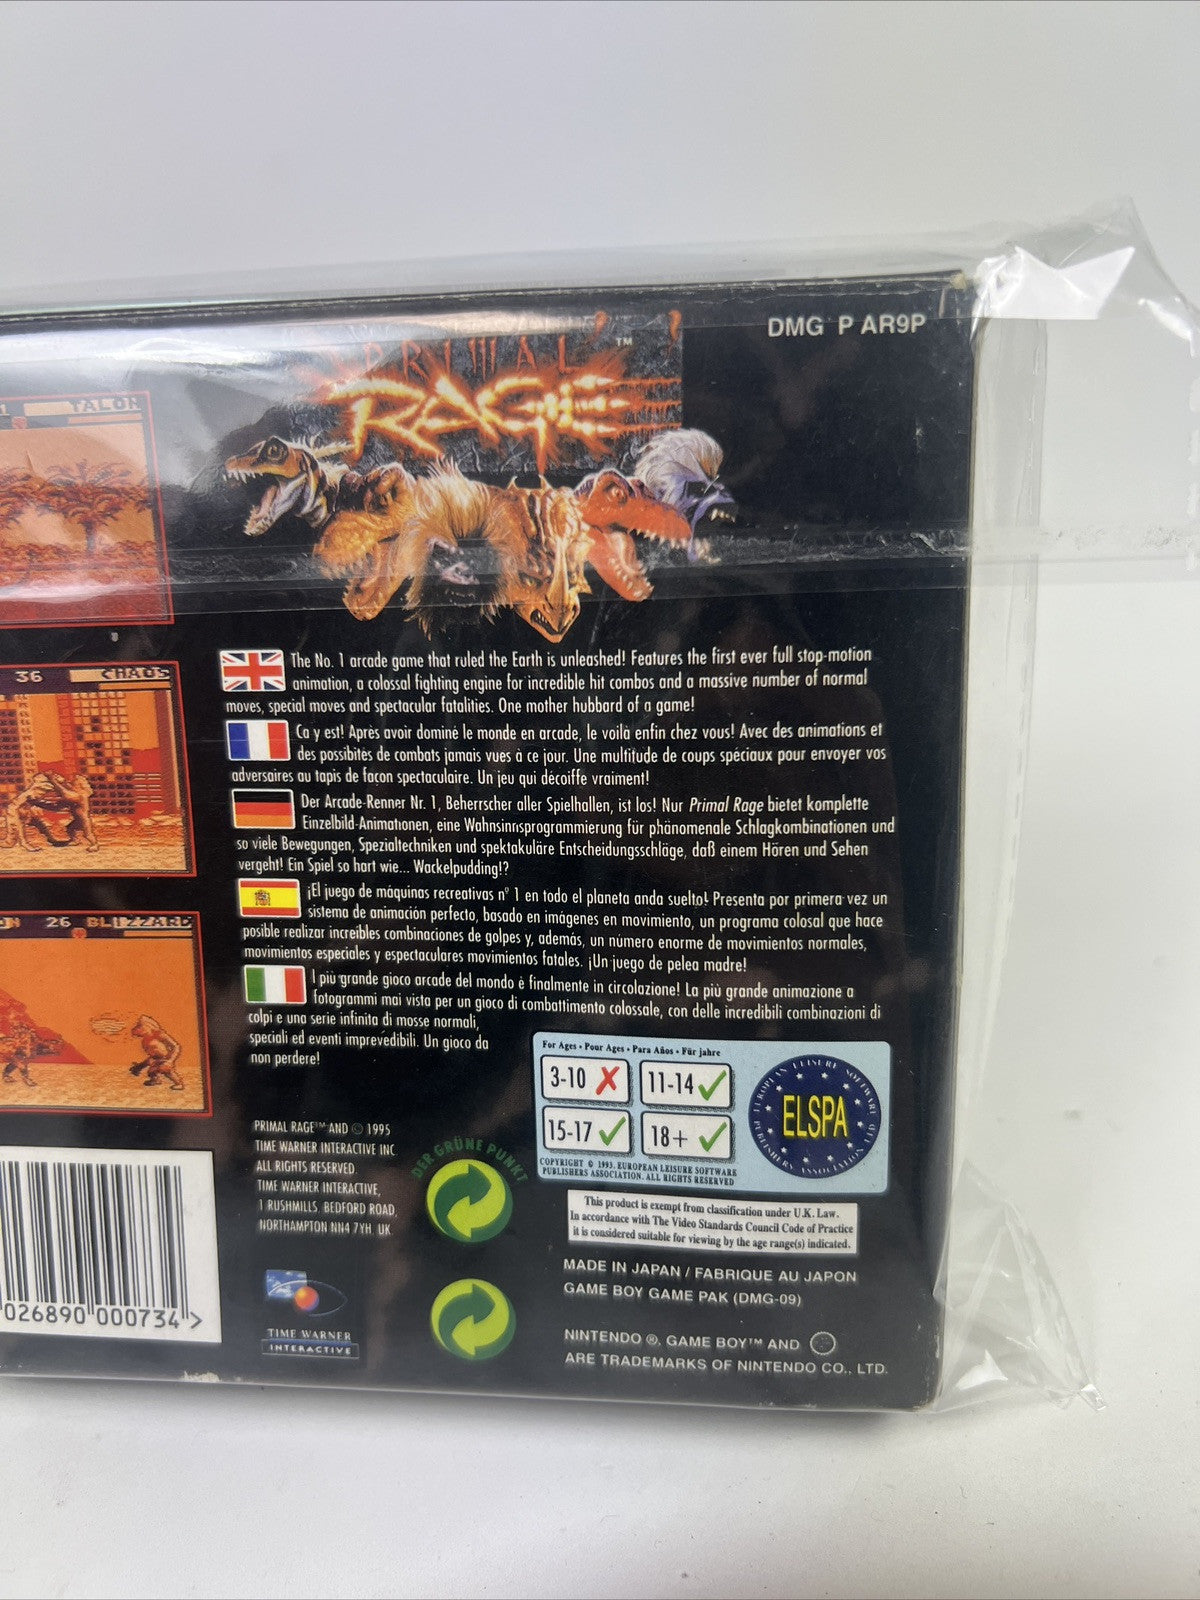 DMG P AR9P
PRIMAL
RAGE™
TALON
36 CHAOS
26 BLIZZARD
The No. 1 arcade game that ruled the Earth is unleashed! Features the first ever full stop-motion
animation, a colossal fighting engine for incredible hit combos and a massive number of normal
moves, special moves and spectacular fatalities. One mother hubbard of a game!
Ca y est! Après avoir dominé le monde en arcade, le voilà enfin chez vous! Avec des animations et
des possibités de combats jamais vues à ce jour. Une multitude de coups spéciaux pour envoyer vos
adversaires au tapis de facon spectaculaire. Un jeu qui décoiffe vraiment!
Der Arcade-Renner Nr. 1, Beherrscher aller Spielhallen, ist los! Nur Primal Rage bietet komplette
Einzelbild-Animationen, eine Wahnsinnsprogrammierung für phänomenale Schlagkombinationen und
so viele Bewegungen, Spezialtechniken und spektakuläre Entscheidungsschläge, daß einem Hören und Sehen
vergeht! Ein Spiel so hart wie... Wackelpudding!?
¡El juego de máquinas recreativas nº 1 en todo el planeta anda suelto! Presenta por primera vez un
sistema de animación perfecto, basado en imágenes en movimiento, un programa colosal que hace
posible realizar increíbles combinaciones de golpes y, además, un número enorme de movimientos normales,
movimientos especiales y espectaculares movimientos fatales. ¡Un juego de pelea madre!
I più grande gioco arcade del mondo è finalmente in circolazione! La più grande animazione a
fotogrammi mai vista per un gioco di combattimento colossale, con delle incredibili combinazioni di
colpi e una serie infinita di mosse normali,
speciali ed eventi imprevedibili. Un gioco da
non perdere!
For Ages • Pour Ages • Para Años • Für jahre
3-10 11-14
15-17 18+
COPYRIGHT © 1993. EUROPEAN LEISURE SOFTWARE
PUBLISHERS ASSOCIATION. ALL RIGHTS RESERVED
EUROPEAN LEISURE SOFTWARE
PUBLISHERS ASSOCIATION LTD
ELSPA
This product is exempt from classification under U.K. Law.
In accordance with The Video Standards Council Code of Practice
it is considered suitable for viewing by the age range(s) indicated.
PRIMAL RAGE™ AND © 1995
TIME WARNER INTERACTIVE INC
ALL RIGHTS RESERVED.
TIME WARNER INTERACTIVE,
1 RUSHMILLS, BEDFORD ROAD,
NORTHAMPTON NN4 7YH. UK
DER GRÜNE PUNKT
MADE IN JAPAN / FABRIQUE AU JAPON
GAME BOY GAME PAK (DMG-09)
NINTENDO ®, GAME BOY™ AND
ARE TRADEMARKS OF NINTENDO CO., LTD.
TIME WARNER
INTERACTIVE
026890 000734 >